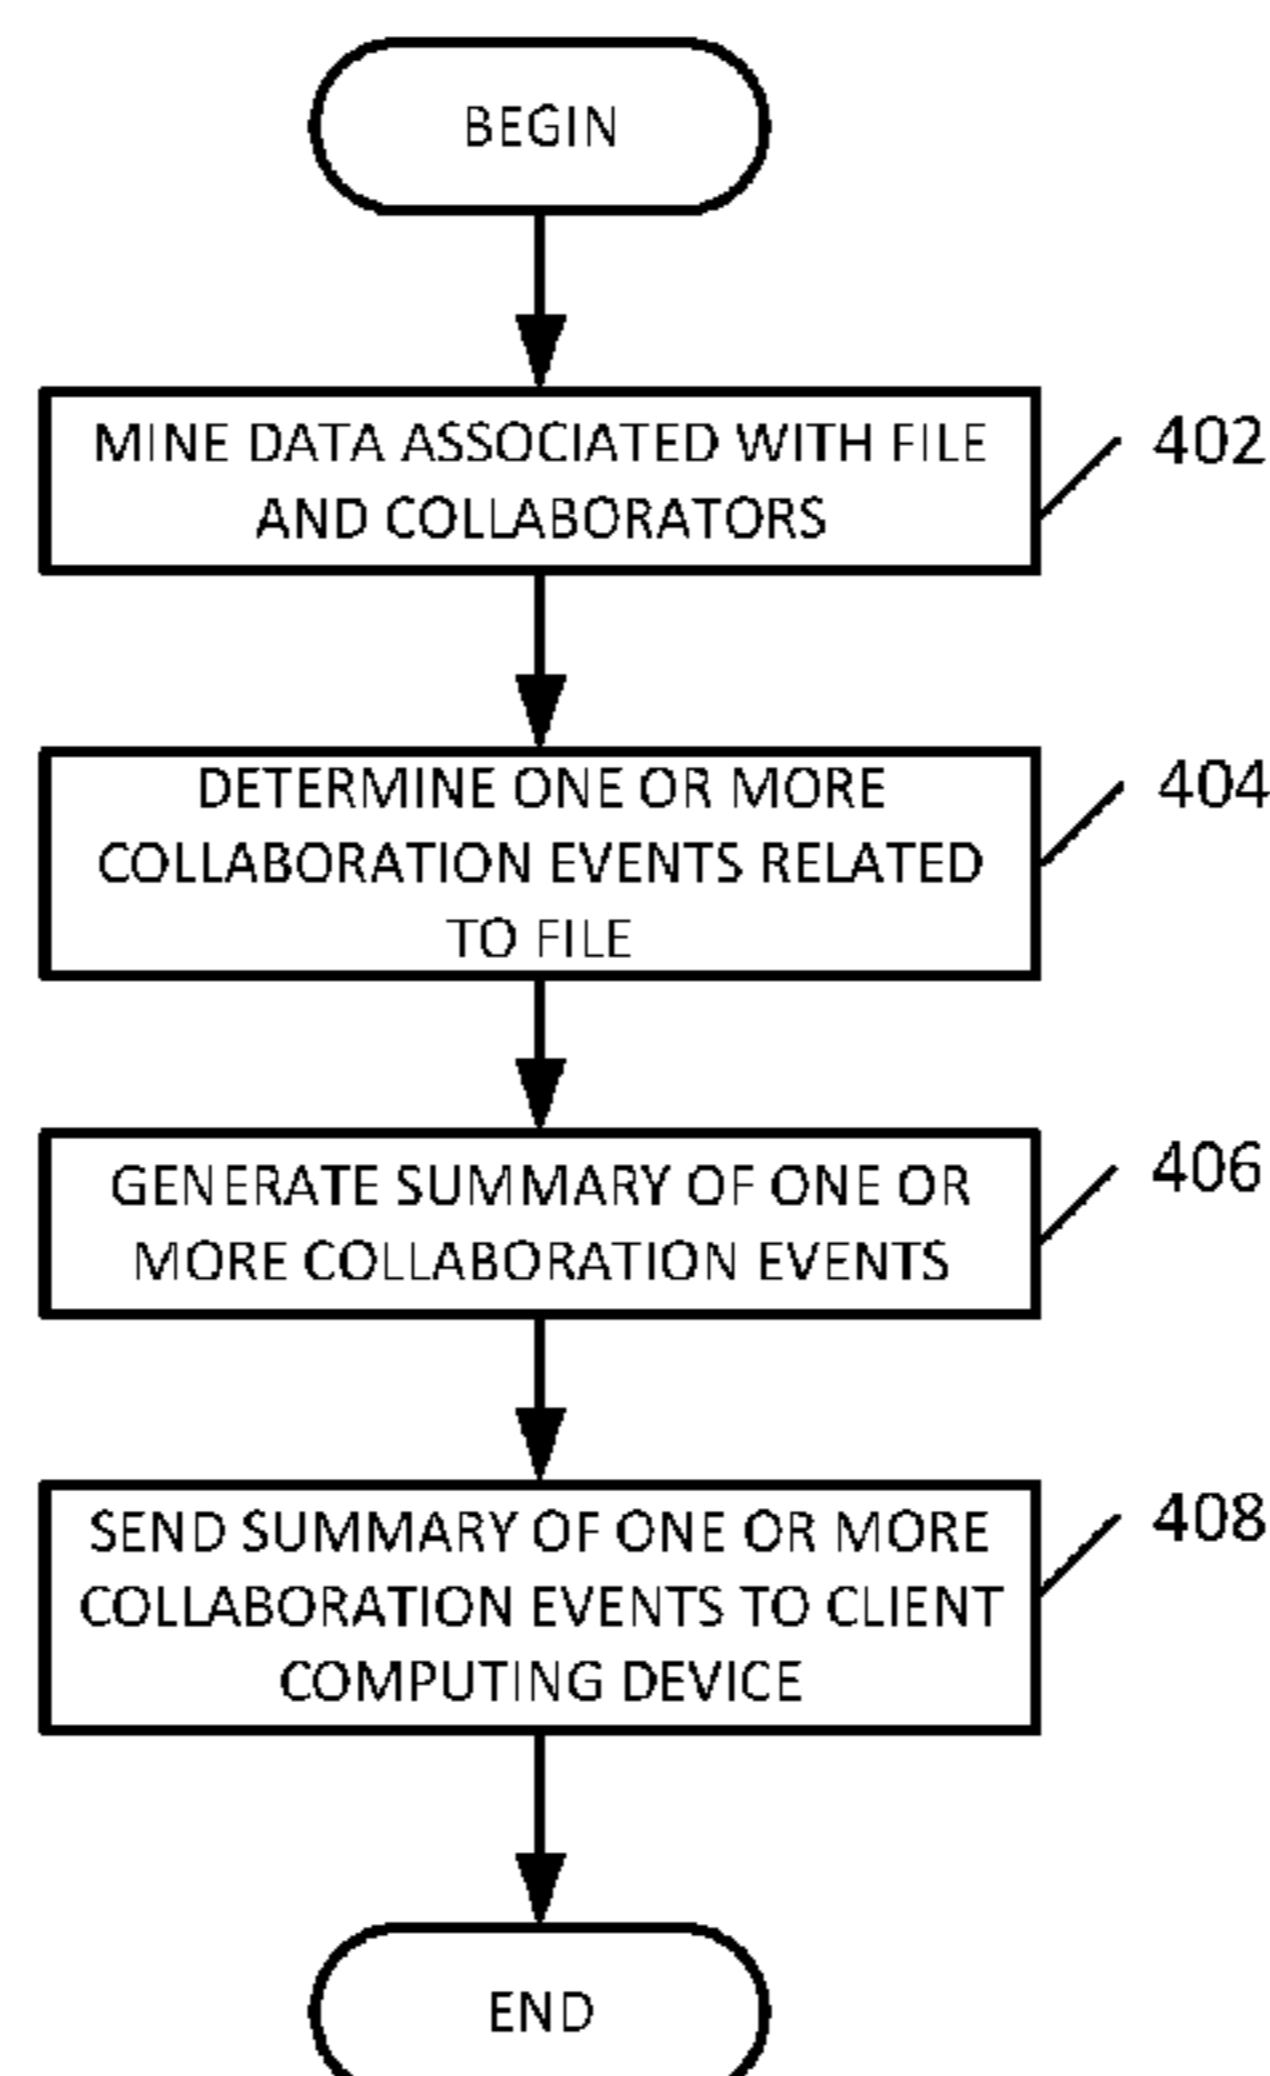 BEGIN
MINE DATA ASSOCIATED WITH FILE
AND COLLABORATORS
402
DETERMINE ONE OR MORE
COLLABORATION EVENTS RELATED
TO FILE
404
GENERATE SUMMARY OF ONE OR
MORE COLLABORATION EVENTS
406
SEND SUMMARY OF ONE OR MORE
COLLABORATION EVENTS TO CLIENT
COMPUTING DEVICE
408
END